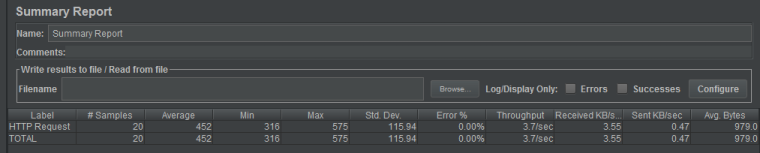 Summary Report
Name: Summary Report
Comments:
Write results to file / Read from file
Filename Browse... Log/Display Only: Errors Successes Configure
Label # Samples Average Min Max Std. Dev. Error % Throughput Received KB/s... Sent KB/sec Avg. Bytes
HTTP Request 20 452 316 575 115.94 0.00% 3.7/sec 3.55 0.47 979.0
TOTAL 20 452 316 575 115.94 0.00% 3.7/sec 3.55 0.47 979.0